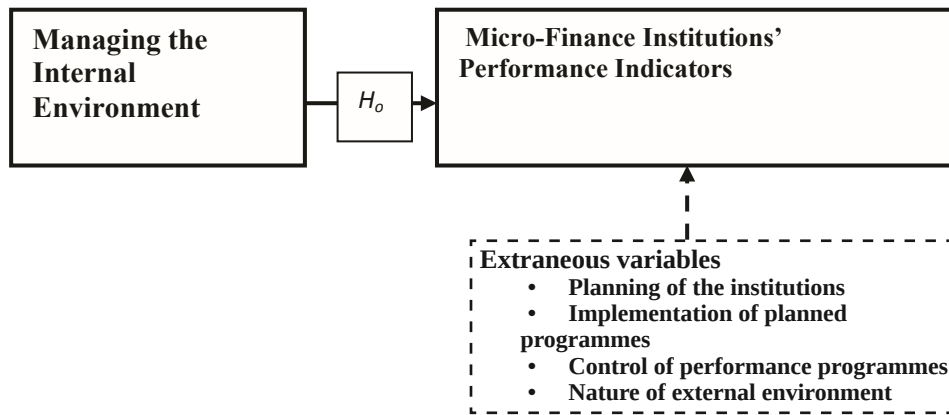 Managing the
Internal
Environment
H₀
Micro-Finance Institutions’
Performance Indicators
Extraneous variables
• Planning of the institutions
• Implementation of planned
programmes
• Control of performance programmes
• Nature of external environment